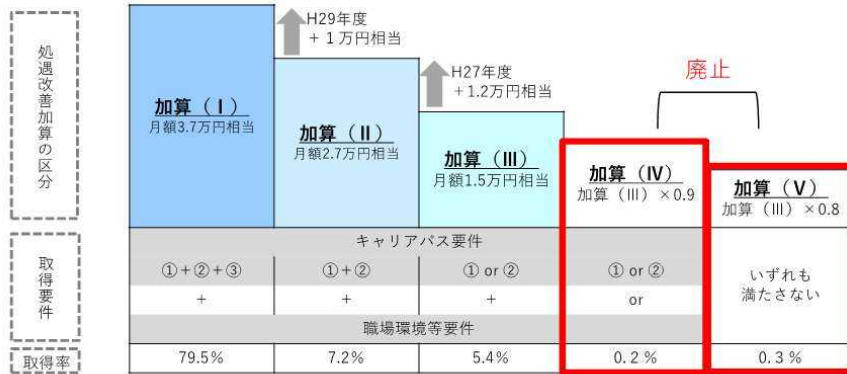 処遇改善加算の区分
H29年度
+ 1 万円相当
H27年度
+1.2万円相当
廃止
加算（Ⅰ）
月額3.7万円相当
加算（Ⅱ）
月額2.7万円相当
加算（Ⅲ）
月額1.5万円相当
加算（Ⅳ）
加算（Ⅲ）×0.9
加算（Ⅴ）
加算（Ⅲ）×0.8
取得要件
キャリアパス要件
①+②+③ ①+② ①or② ①or②
+ + + or
いずれも
満たさない
職場環境等要件
取得率 79.5% 7.2% 5.4% 0.2 % 0.3 %